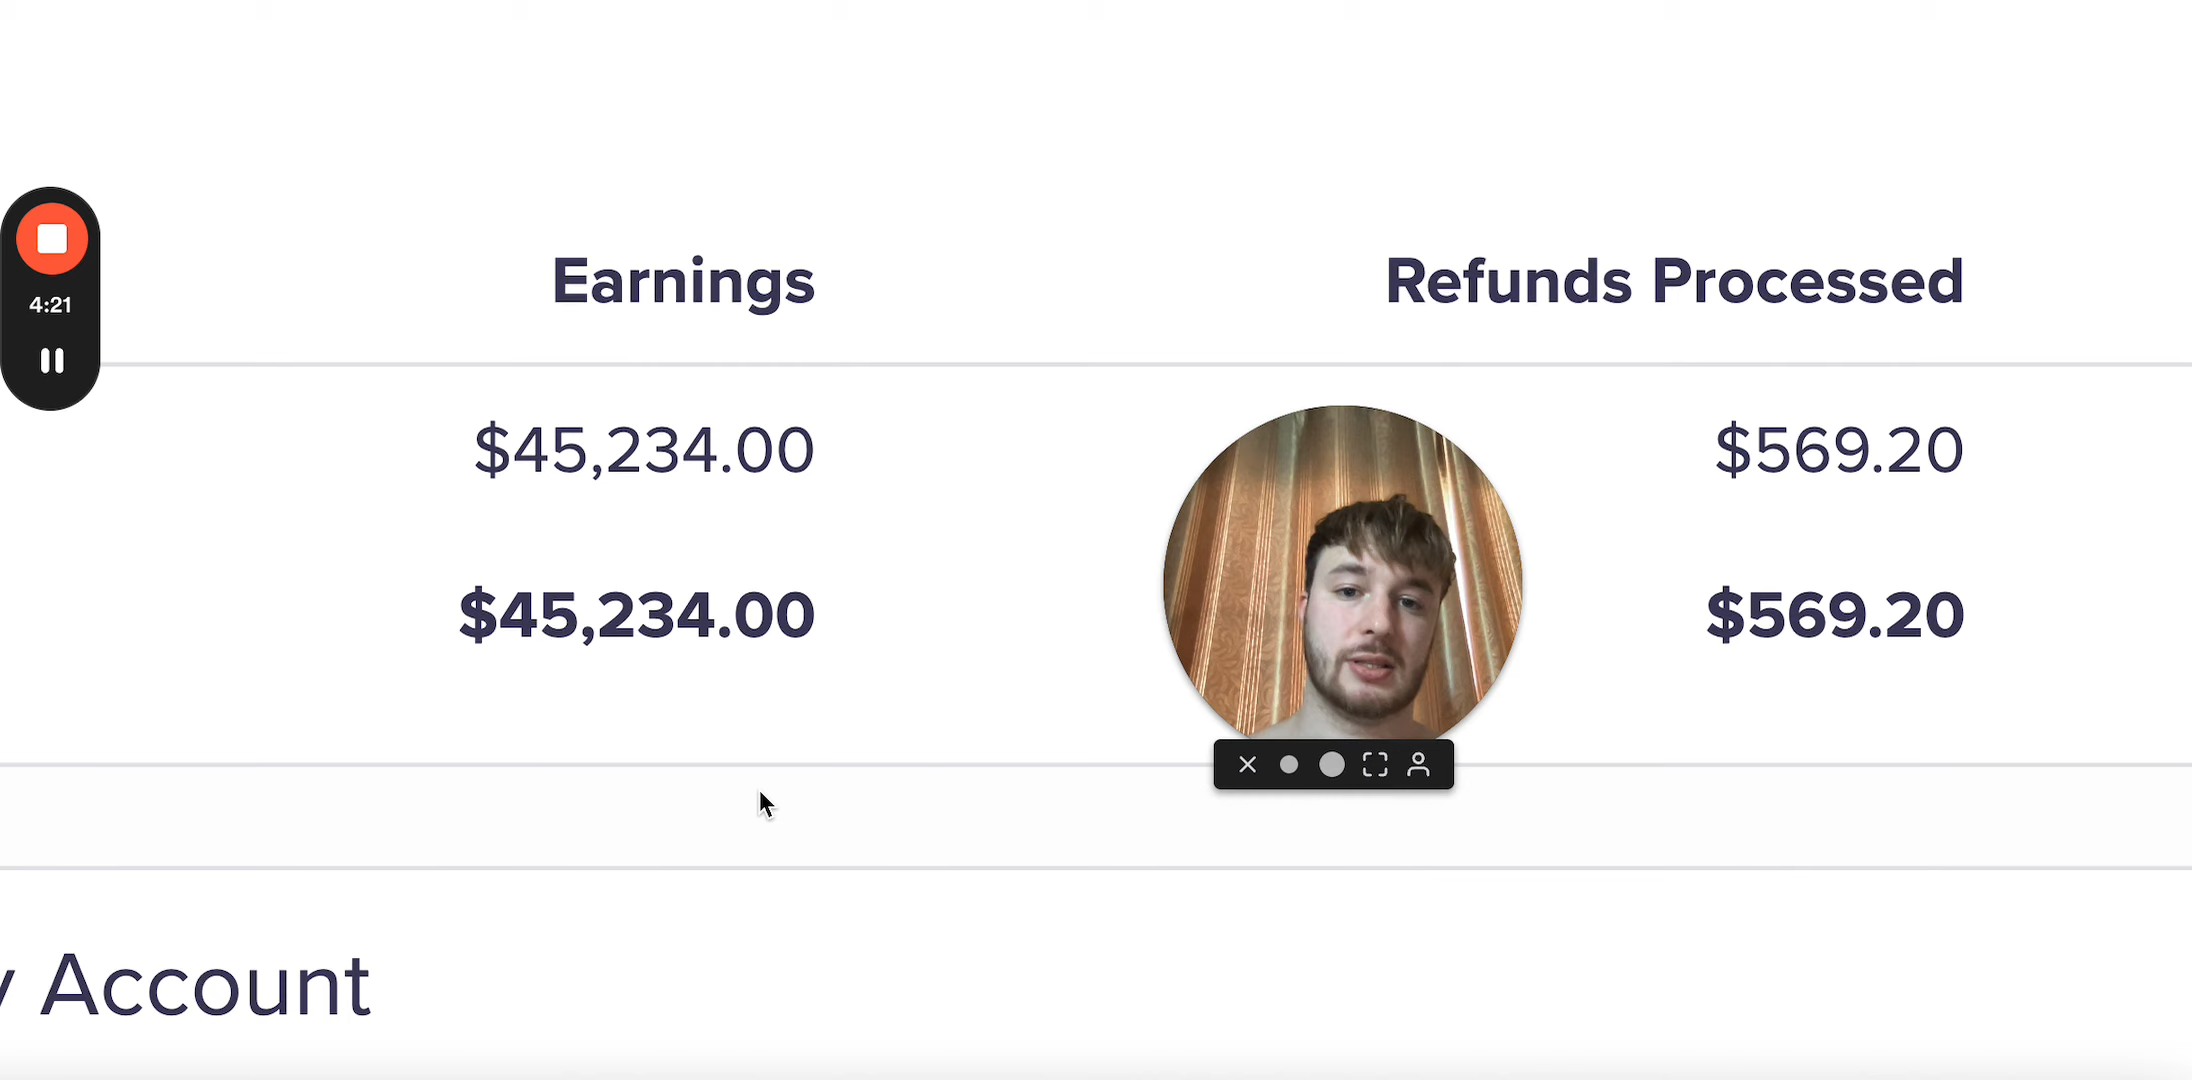 Earnings Refunds Processed
4:21
$45,234.00 $569.20
$45,234.00 $569.20
Account